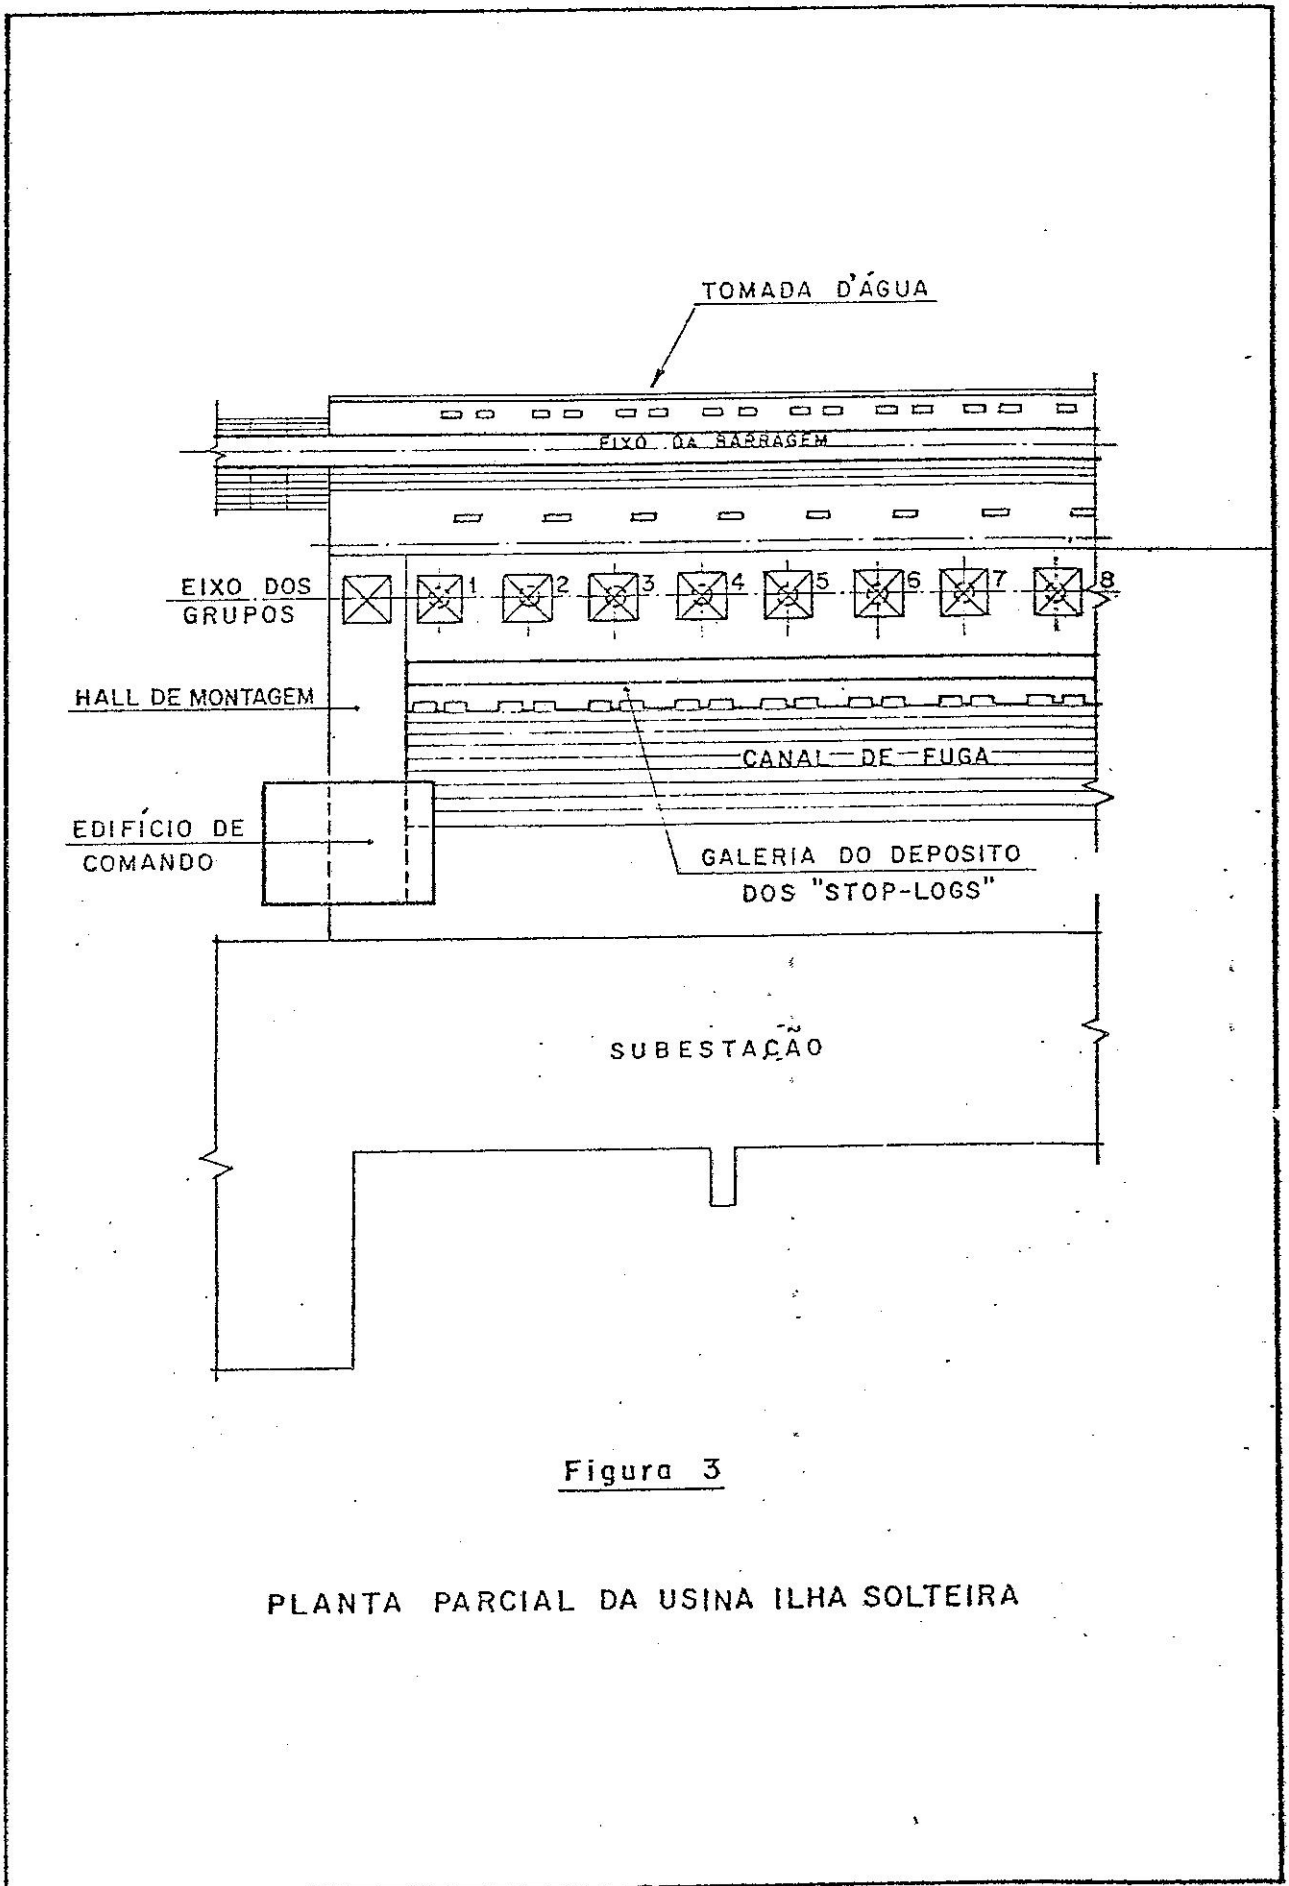 TOMADA D'ÁGUA
EIXO DA BARRAGEM
EIXO DOS
GRUPOS
1 2 3 4 5 6 7 8
HALL DE MONTAGEM
CANAL DE FUGA
EDIFÍCIO DE
COMANDO
GALERIA DO DEPOSITO
DOS "STOP-LOGS"
SUBESTAÇÃO
Figura 3
PLANTA PARCIAL DA USINA ILHA SOLTEIRA